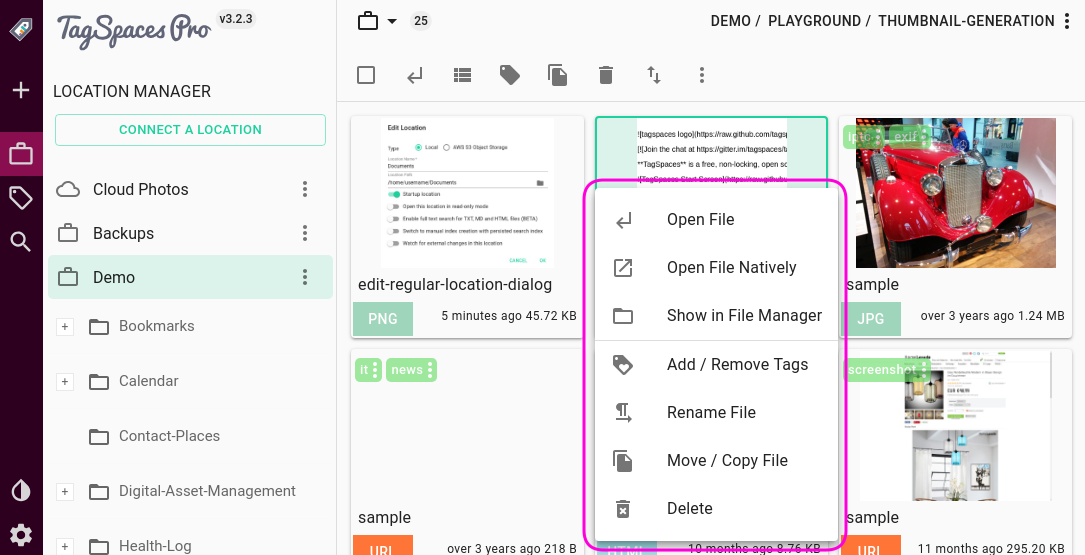 TagSpaces Pro
v3.2.3
25
DEMO / PLAYGROUND / THUMBNAIL-GENERATION
LOCATION MANAGER
CONNECT A LOCATION
Cloud Photos
Backups
Demo
Bookmarks
Calendar
Contact-Places
Digital-Asset-Management
Health-Log
Edit Location
Type Local AWS S3 Object Storage
Location Name
Documents
Location Path
/home/username/Documents
Startup location
Open this location in read-only mode
Enable full text search for TXT, MD and HTML files (BETA)
Switch to manual index creation with persisted search index
Watch for external changes in this location
CANCEL OK
edit-regular-location-dialog
PNG 5 minutes ago 45.72 KB
![tagspaces logo](https://raw.github.com/tagsp
[![Join the chat at https://gitter.im/tagspaces/ta
**TagSpaces** is a free, non-locking, open so
![TagSpaces Start Screen](https://raw.githu
Open File
Open File Natively
Show in File Manager
Add / Remove Tags
Rename File
Move / Copy File
Delete
iptc exif
sample
JPG over 3 years ago 1.24 MB
it news
sample
URL over 3 years ago 218 B
HTML 10 months ago 8.76 KB
screenshot
sample
URL 11 months ago 295.20 KB